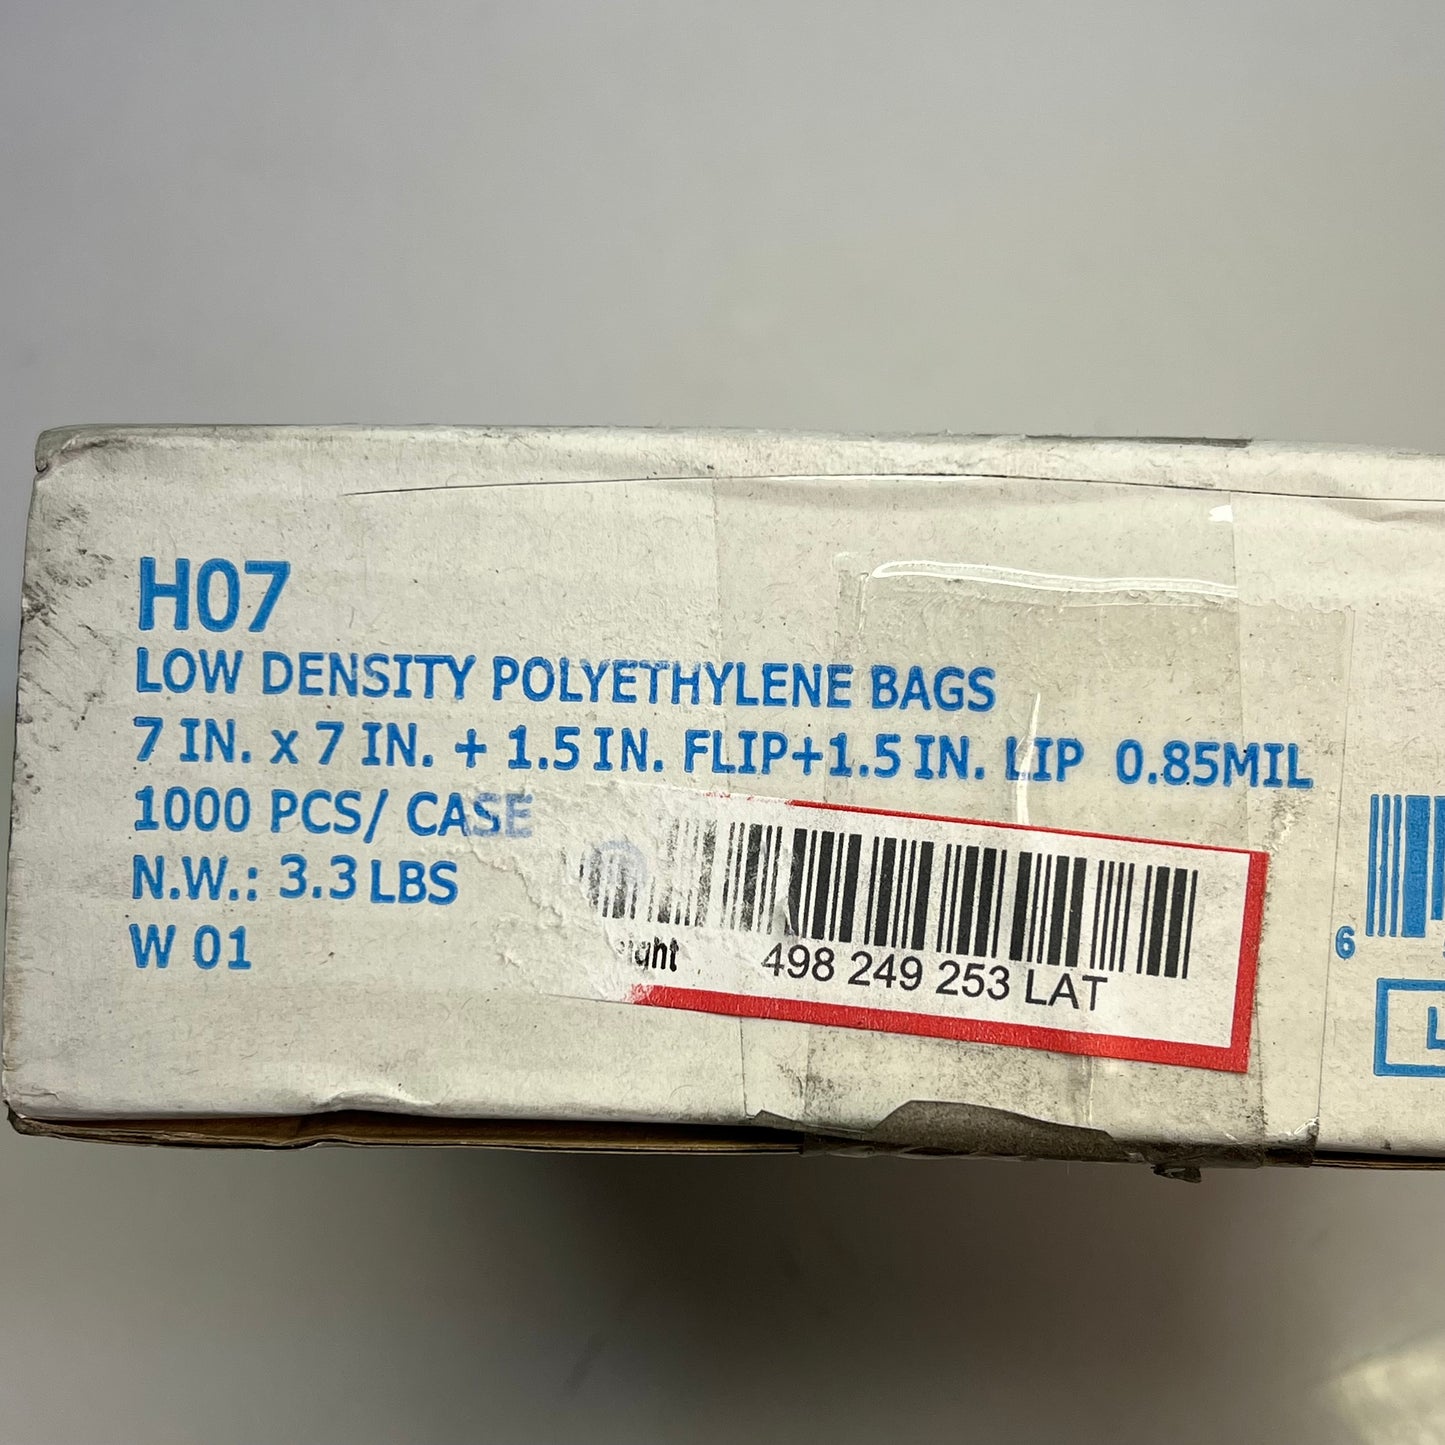 H07
LOW DENSITY POLYETHYLENE BAGS
7 IN. x 7 IN. + 1.5 IN. FLIP+1.5 IN. LIP 0.85MIL
1000 PCS/ CASE
N.W.: 3.3 LBS
W 01
498 249 253 LAT
6